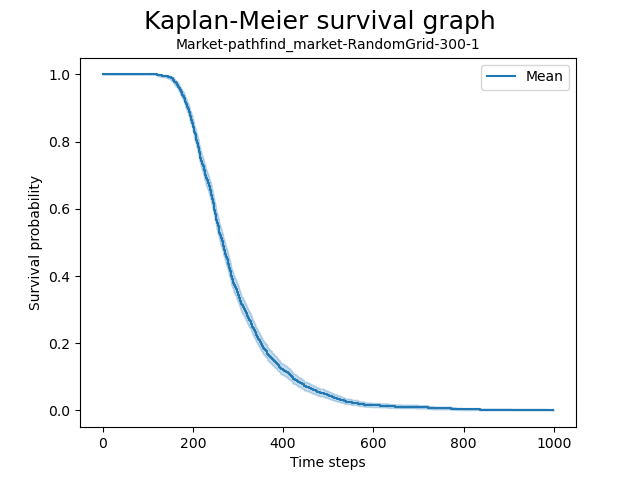 Kaplan-Meier survival graph
Market-pathfind_market-RandomGrid-300-1
Mean
Survival probability
1.0
0.8
0.6
0.4
0.2
0.0
0 200 400 600 800 1000
Time steps